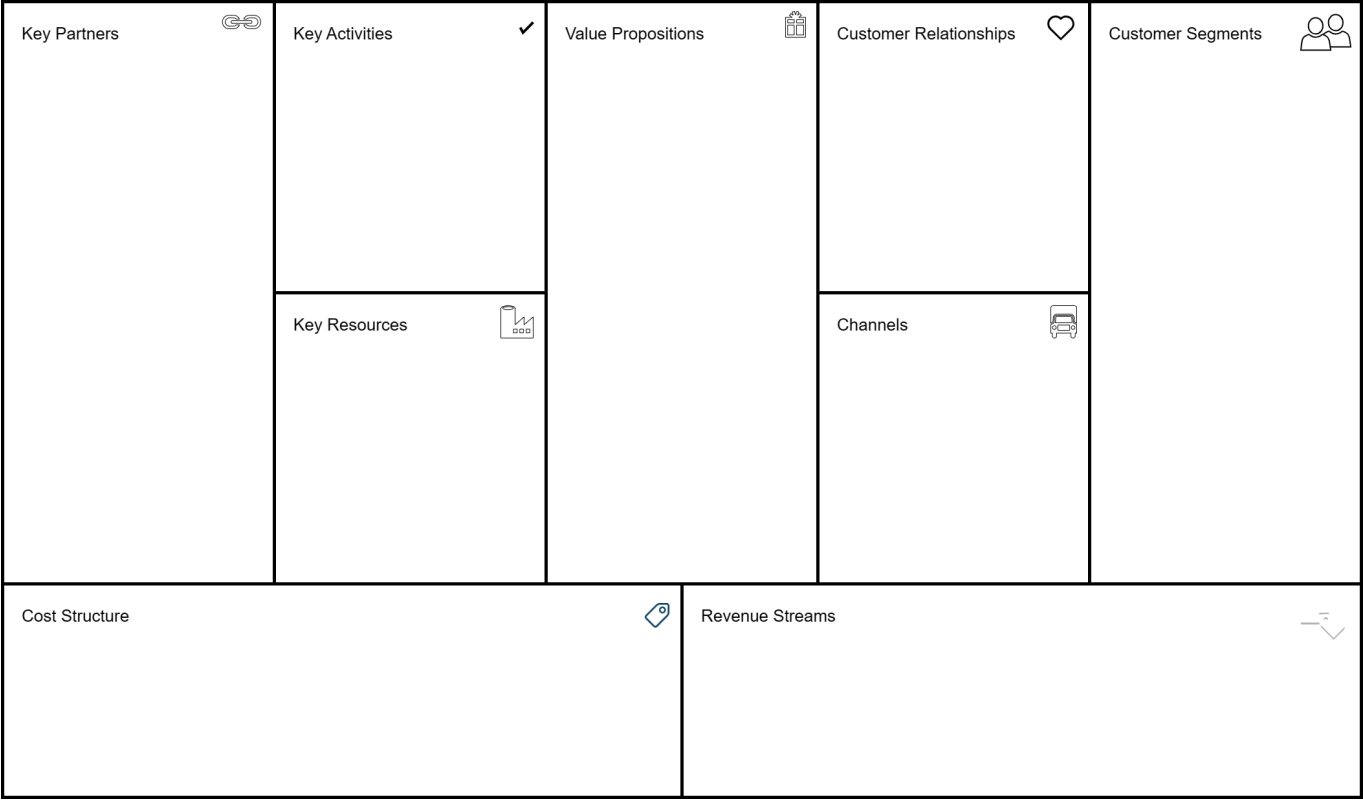 Key Partners
Key Activities
Value Propositions
Customer Relationships
Customer Segments
Key Resources
Channels
Cost Structure
Revenue Streams